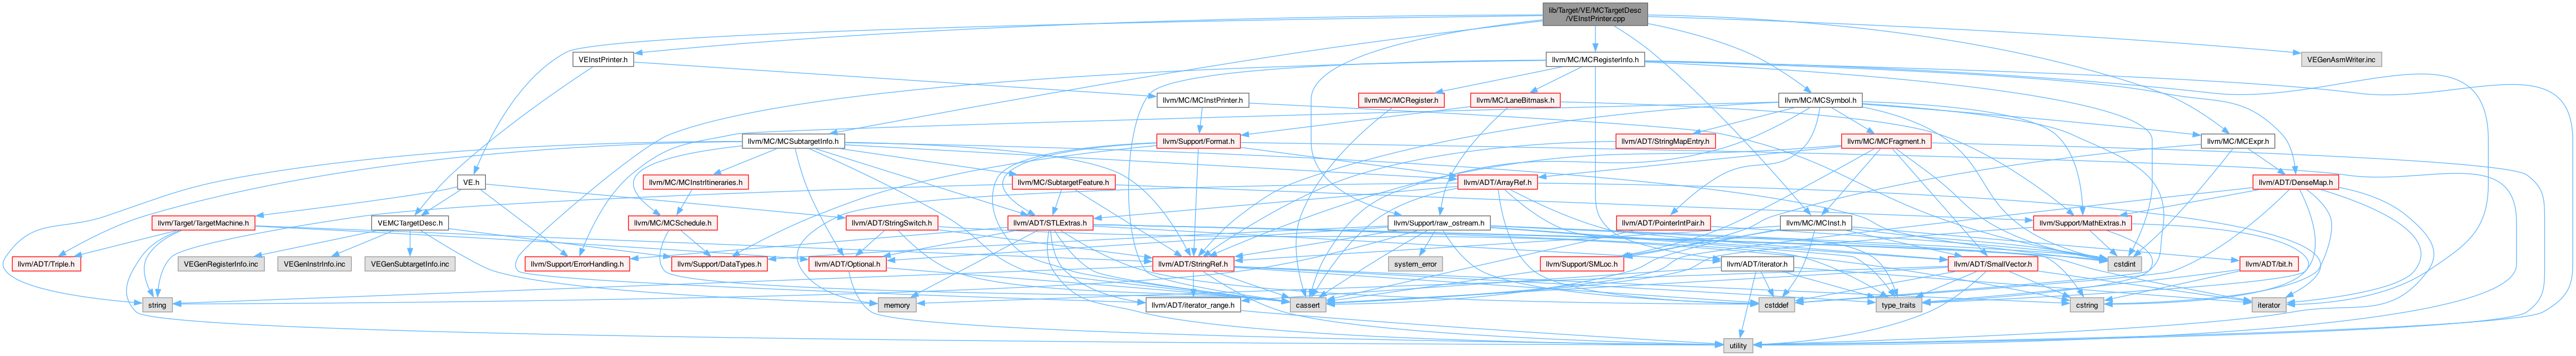 lib/Target/VE/MCTargetDesc
/VEInstPrinter.cpp
VEInstPrinter.h
llvm/MC/MCRegisterInfo.h
VEGenAsmWriter.inc
llvm/MC/MCInstPrinter.h
llvm/MC/MCRegister.h
llvm/MC/LaneBitmask.h
llvm/MC/MCSymbol.h
llvm/MC/MCSubtargetInfo.h
llvm/Support/Format.h
llvm/ADT/StringMapEntry.h
llvm/MC/MCFragment.h
llvm/MC/MCExpr.h
VE.h
llvm/MC/MCInstrItineraries.h
llvm/MC/SubtargetFeature.h
llvm/ADT/ArrayRef.h
llvm/ADT/DenseMap.h
llvm/Target/TargetMachine.h
VEMCTargetDesc.h
llvm/MC/MCSchedule.h
llvm/ADT/StringSwitch.h
llvm/ADT/STLExtras.h
llvm/Support/raw_ostream.h
llvm/ADT/PointerIntPair.h
llvm/MC/MCInst.h
llvm/Support/MathExtras.h
llvm/ADT/Triple.h
VEGenRegisterInfo.inc
VEGenInstrInfo.inc
VEGenSubtargetInfo.inc
llvm/Support/ErrorHandling.h
llvm/Support/DataTypes.h
llvm/ADT/Optional.h
llvm/ADT/StringRef.h
system_error
llvm/Support/SMLoc.h
llvm/ADT/iterator.h
llvm/ADT/SmallVector.h
cstdint
llvm/ADT/bit.h
string
memory
llvm/ADT/iterator_range.h
cassert
cstddef
type_traits
cstring
iterator
utility